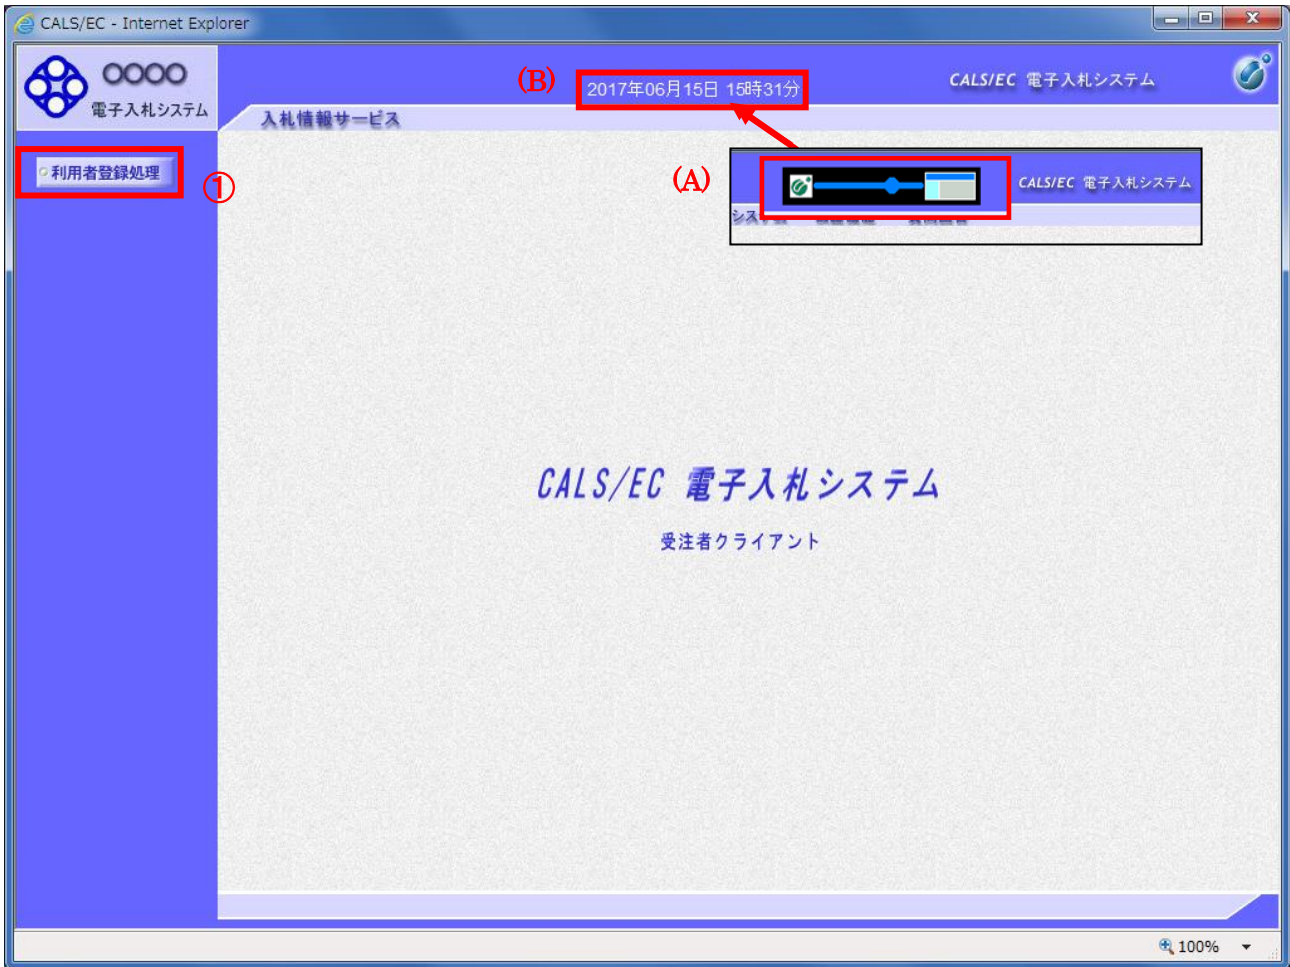 CALS/EC - Internet Explorer
〇〇〇〇
電子入札システム
(B)
2017年06月15日 15時31分
CALS/EC 電子入札システム
入札情報サービス
利用者登録処理
①
(A)
CALS/EC 電子入札システム
CALS/EC 電子入札システム
受注者クライアント
100%